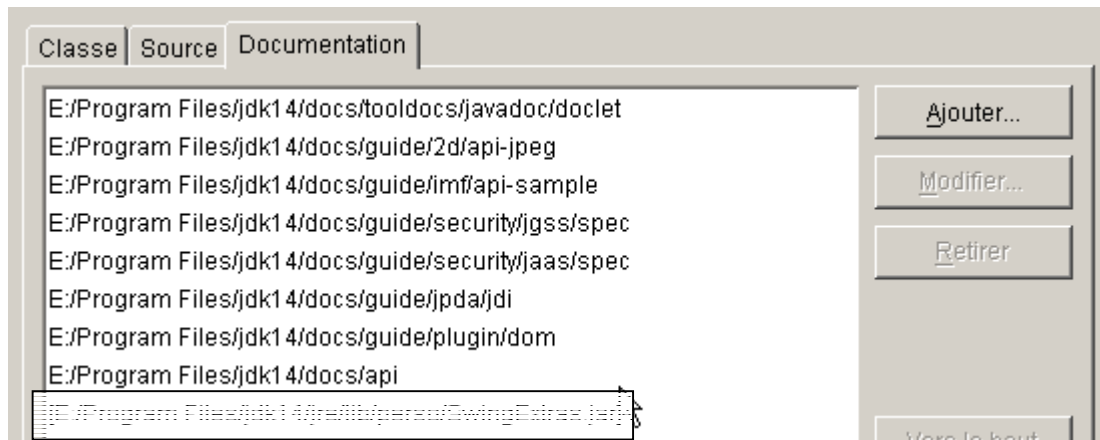 Classe Source Documentation
E:/Program Files/jdk14/docs/tooldocs/javadoc/doclet
E:/Program Files/jdk14/docs/guide/2d/api-jpeg
E:/Program Files/jdk14/docs/guide/imf/api-sample
E:/Program Files/jdk14/docs/guide/security/jgss/spec
E:/Program Files/jdk14/docs/guide/security/jaas/spec
E:/Program Files/jdk14/docs/guide/jpda/jdi
E:/Program Files/jdk14/docs/guide/plugin/dom
E:/Program Files/jdk14/docs/api
Ajouter...
Modifier...
Retirer
Vers le haut